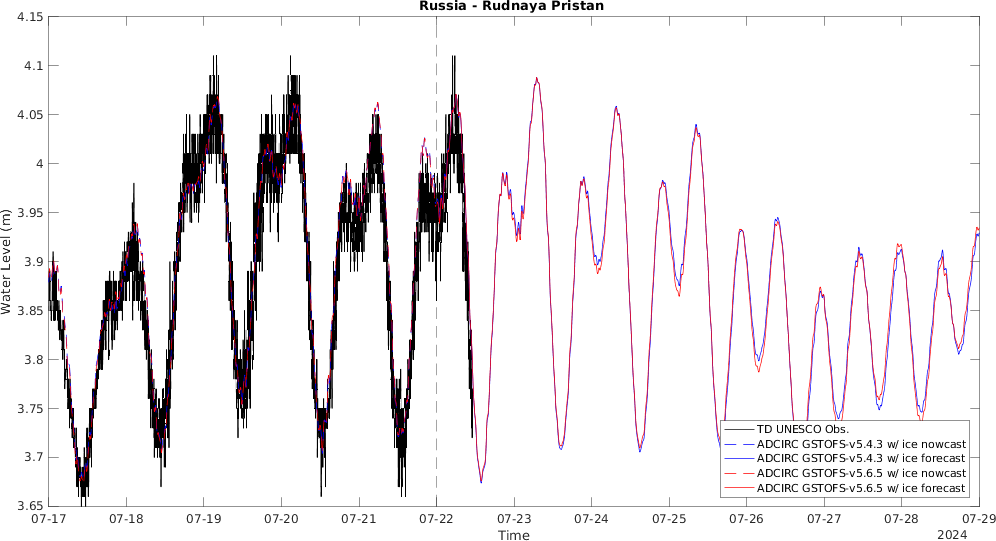 Russia - Rudnaya Pristan
4.15
4.1
4.05
4
3.95
3.9
3.85
3.8
3.75
3.7
3.65
Water Level (m)
TD UNESCO Obs.
ADCIRC GSTOFS-v5.4.3 w/ ice nowcast
ADCIRC GSTOFS-v5.4.3 w/ ice forecast
ADCIRC GSTOFS-v5.6.5 w/ ice nowcast
ADCIRC GSTOFS-v5.6.5 w/ ice forecast
07-17 07-18 07-19 07-20 07-21 07-22 07-23 07-24 07-25 07-26 07-27 07-28 07-29
Time
2024